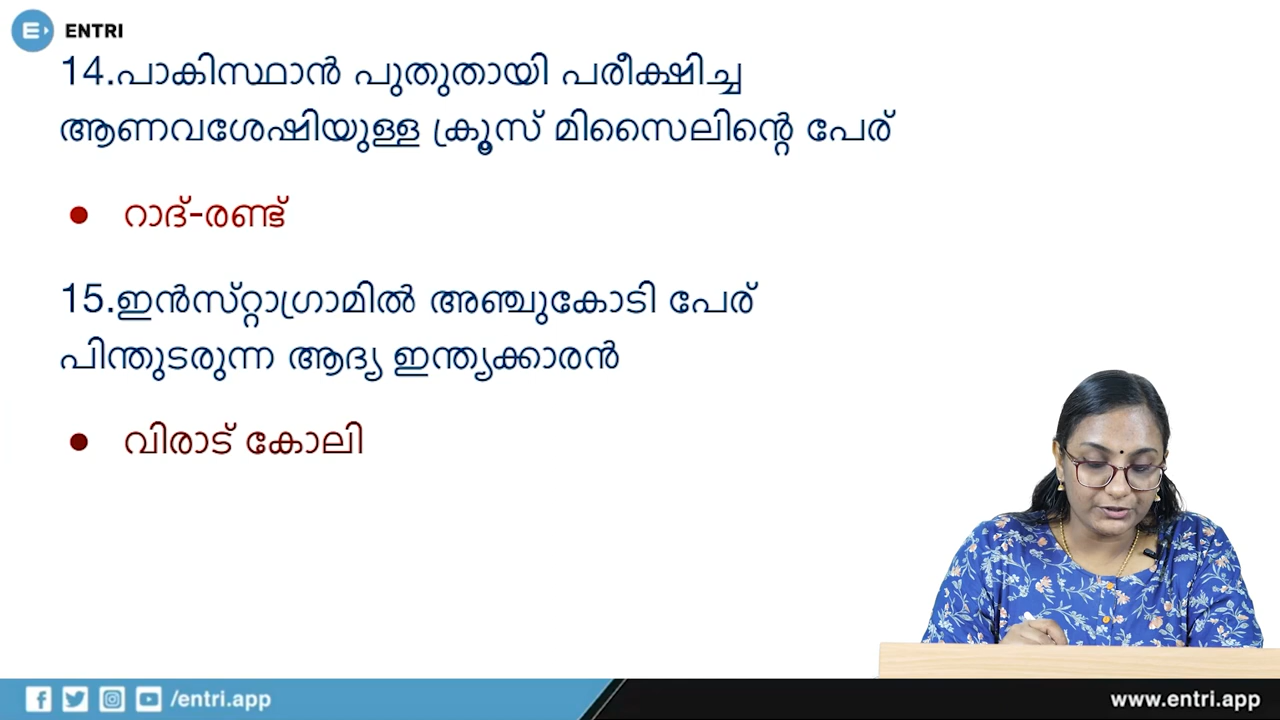 ENTRI
14.പാകിസ്ഥാൻ പുതുതായി പരീക്ഷിച്ച
ആണവശേഷിയുള്ള ക്രൂസ് മിസൈലിന്റെ പേര്
● റാദ്-രണ്ട്
15.ഇൻസ്റ്റാഗ്രാമിൽ അഞ്ചുകോടി പേര്
പിന്തുടരുന്ന ആദ്യ ഇന്ത്യക്കാരൻ
● വിരാട് കോലി
/entri.app
www.entri.app